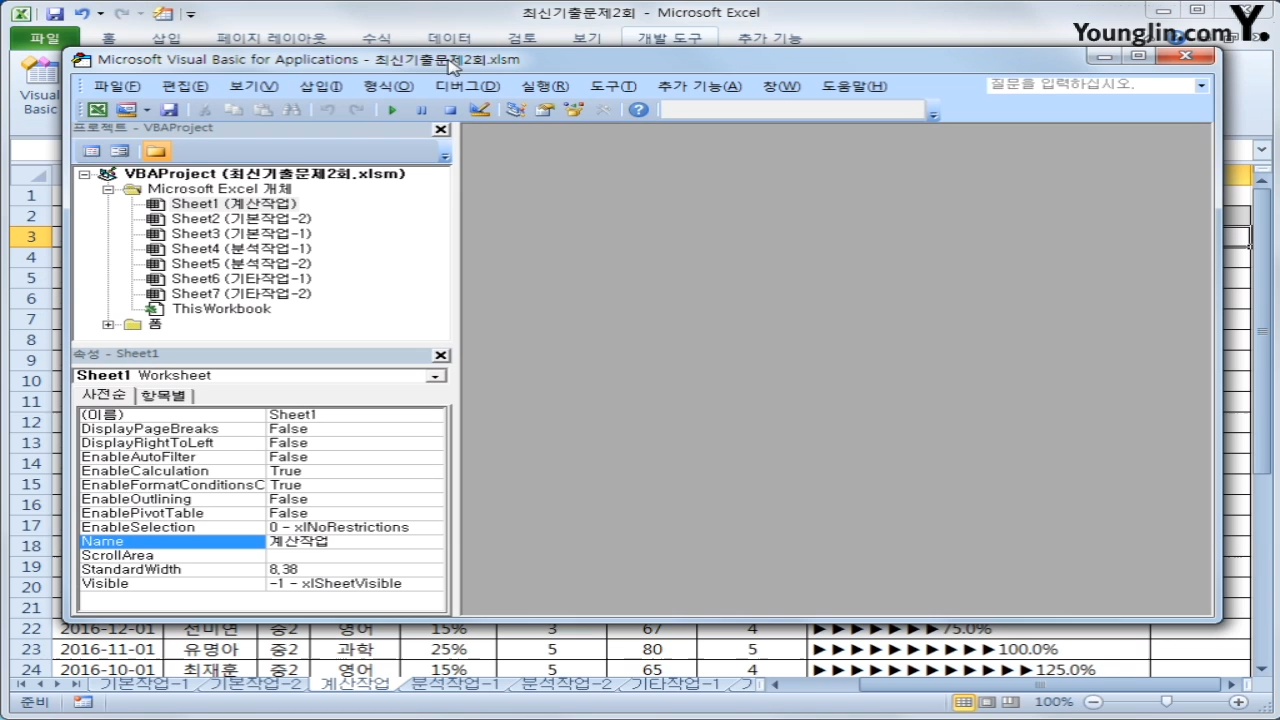 최신기출문제2회 - Microsoft Excel
Younglin.com Y.
파일 홈 삽입 페이지 레이아웃 수식 데이터 검토 보기 개발 도구 추가 기능
Visual
Basic
Microsoft Visual Basic for Applications - 최신기출문제2회.xlsm
파일(F) 편집(E) 보기(V) 삽입(I) 형식(O) 디버그(D) 실행(R) 도구(T) 추가 기능(A) 창(W) 도움말(H) 질문을 입력하십시오.
프로젝트 - VBAProject
VBAProject (최신기출문제2회.xlsm)
Microsoft Excel 개체
Sheet1 (계산작업)
Sheet2 (기본작업-2)
Sheet3 (기본작업-1)
Sheet4 (분석작업-1)
Sheet5 (분석작업-2)
Sheet6 (기타작업-1)
Sheet7 (기타작업-2)
ThisWorkbook
폼
속성 - Sheet1
Sheet1 Worksheet
사전순 항목별
(이름) Sheet1
DisplayPageBreaks False
DisplayRightToLeft False
EnableAutoFilter False
EnableCalculation True
EnableFormatConditionsC True
EnableOutlining False
EnablePivotTable False
EnableSelection 0 - xlNoRestrictions
Name 계산작업
ScrollArea
StandardWidth 8,38
Visible -1 - xlSheetVisible
1
2
3
4
5
6
7
8
9
10
11
12
13
14
15
16
17
18
19
20
21
22 2016-12-01 선미연 중2 영어 15% 3 67 4 ▶▶▶▶▶▶▶75.0%
23 2016-11-01 유명아 중2 과학 25% 5 80 5 ▶▶▶▶▶▶▶▶▶▶100.0%
24 2016-10-01 최재훈 중2 영어 15% 5 65 4 ▶▶▶▶▶▶▶▶▶▶▶▶125.0%
기본작업-1 기본작업-2 계산작업 분석작업-1 분석작업-2 기타작업-1 기
준비 100%